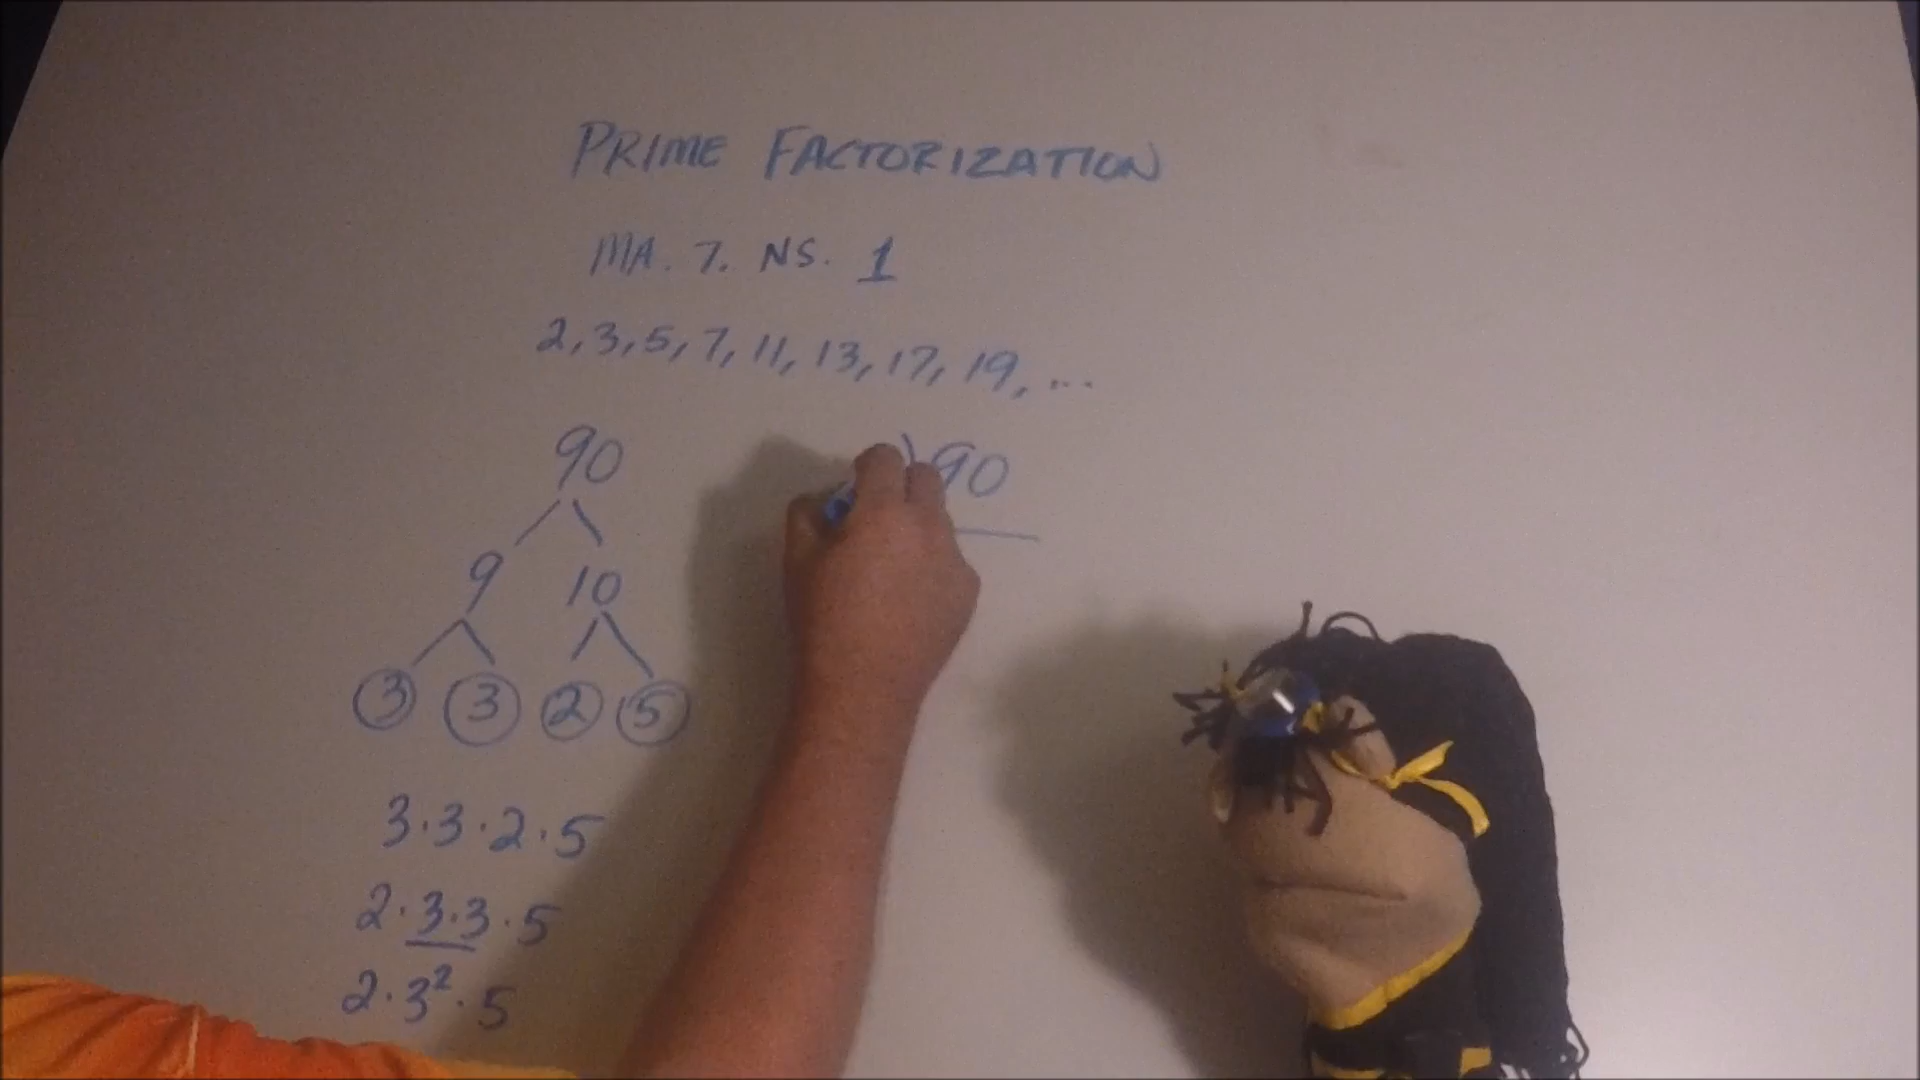 PRIME FACTORIZATION
MA. 7. NS. 1
2, 3, 5, 7, 11, 13, 17, 19, ...
90
9 10
3 3 2 5
3·3·2·5
2·3·3·5
2·3²·5
)90